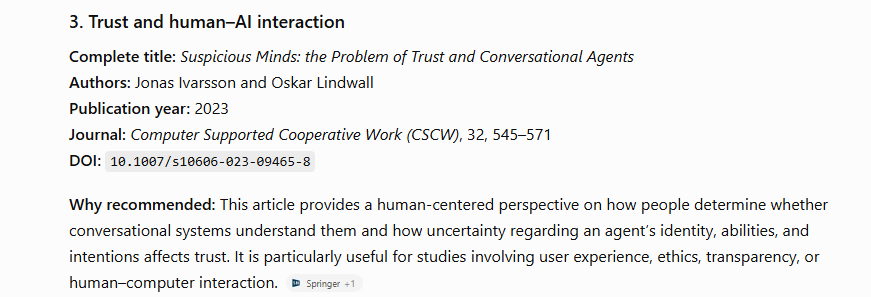 3. Trust and human–AI interaction
Complete title: Suspicious Minds: the Problem of Trust and Conversational Agents
Authors: Jonas Ivarsson and Oskar Lindwall
Publication year: 2023
Journal: Computer Supported Cooperative Work (CSCW), 32, 545–571
DOI: 10.1007/s10606-023-09465-8
Why recommended: This article provides a human-centered perspective on how people determine whether
conversational systems understand them and how uncertainty regarding an agent's identity, abilities, and
intentions affects trust. It is particularly useful for studies involving user experience, ethics, transparency, or
human–computer interaction. Springer +1